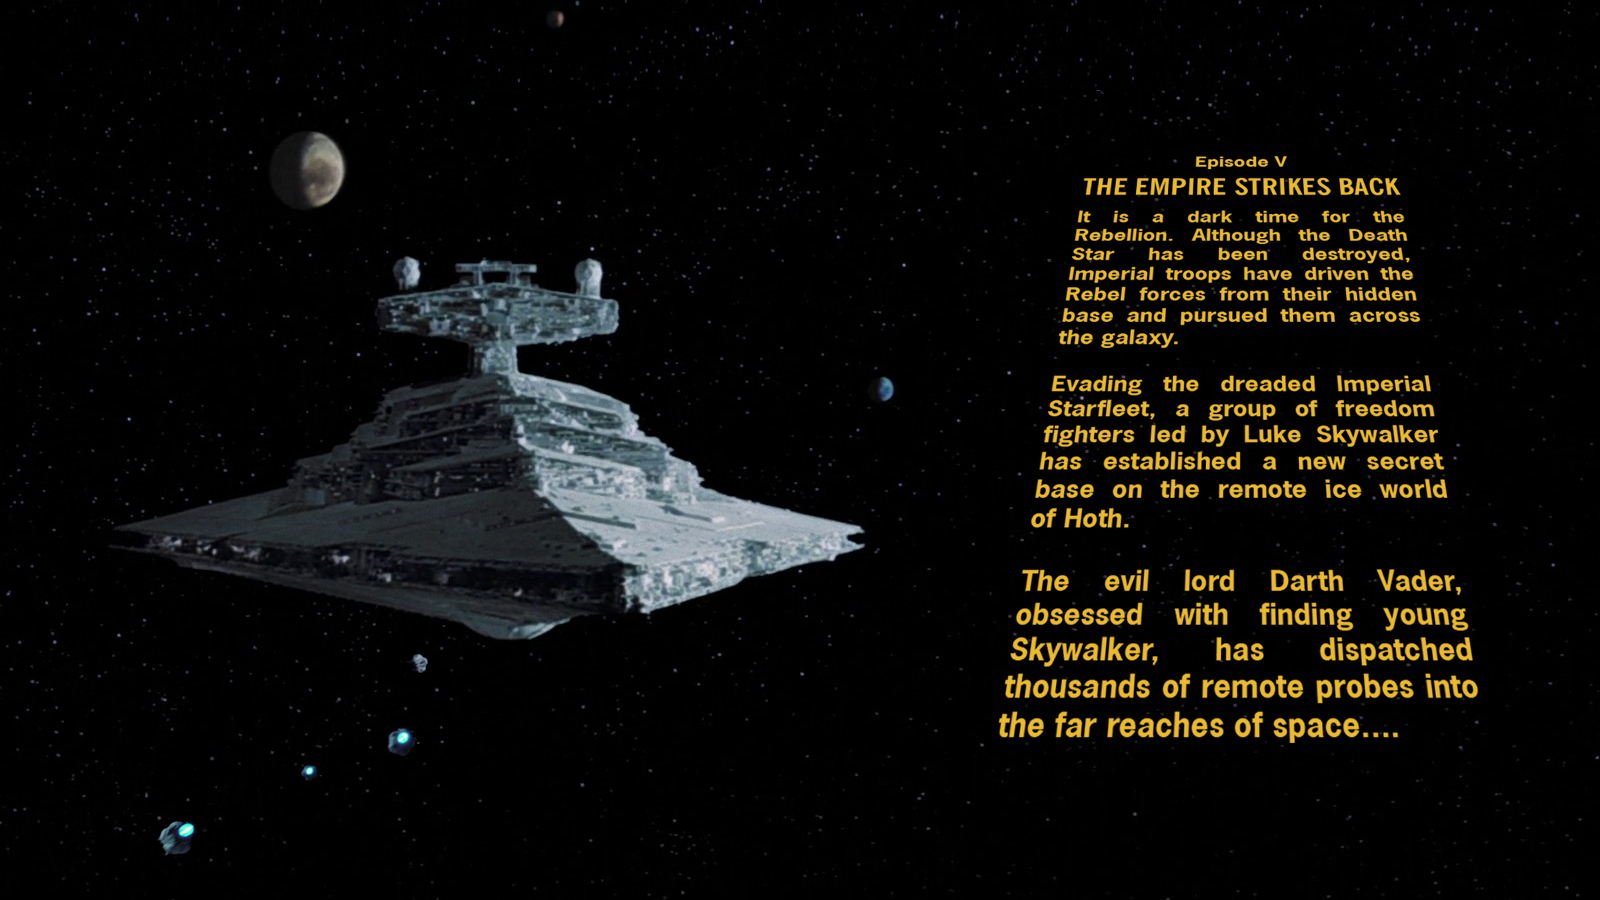 Episode V
THE EMPIRE STRIKES BACK
It is a dark time for the
Rebellion. Although the Death
Star has been destroyed,
Imperial troops have driven the
Rebel forces from their hidden
base and pursued them across
the galaxy.
Evading the dreaded Imperial
Starfleet, a group of freedom
fighters led by Luke Skywalker
has established a new secret
base on the remote ice world
of Hoth.
The evil lord Darth Vader,
obsessed with finding young
Skywalker, has dispatched
thousands of remote probes into
the far reaches of space....